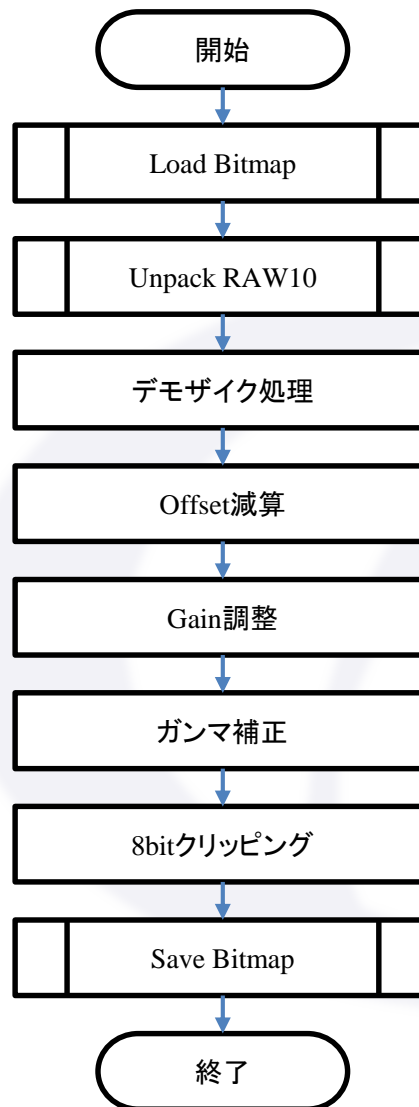 開始
Load Bitmap
Unpack RAW10
デモザイク処理
Offset減算
Gain調整
ガンマ補正
8bitクリッピング
Save Bitmap
終了